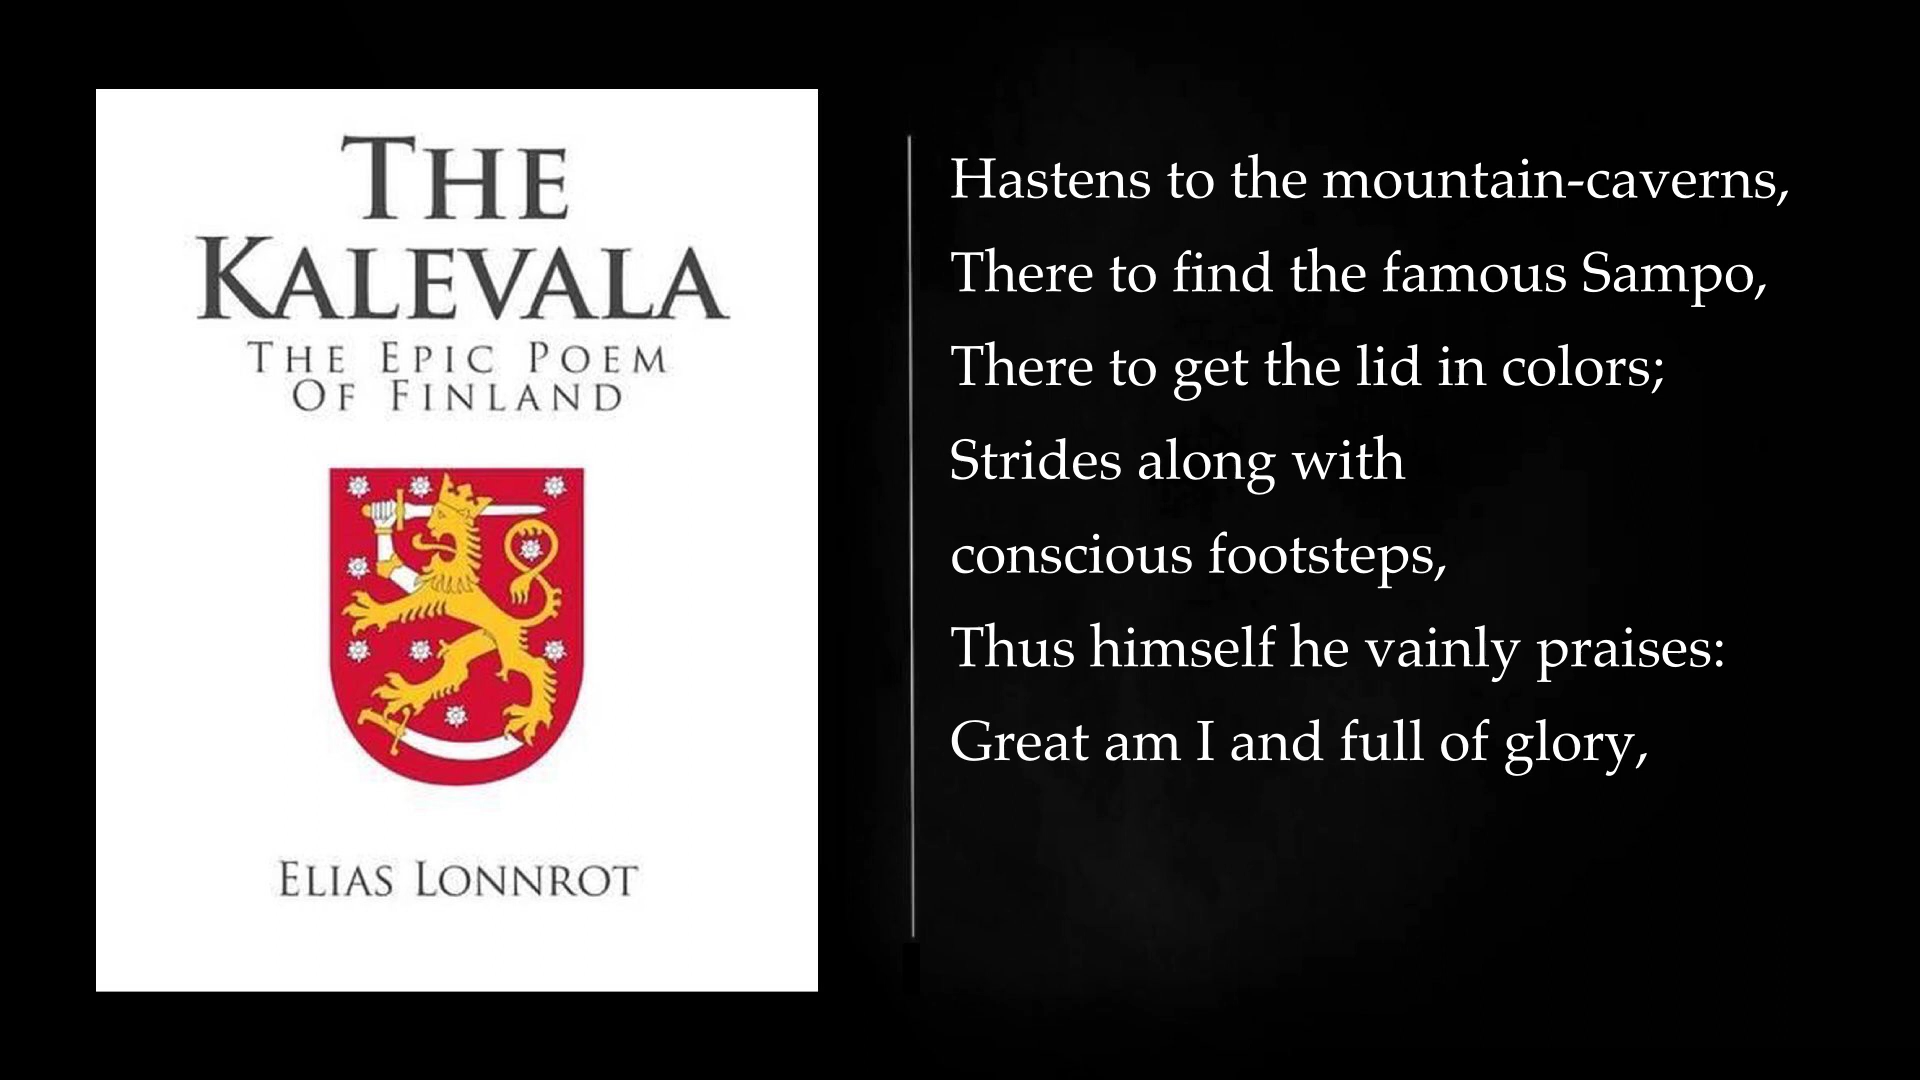 THE
KALEVALA
THE EPIC POEM
OF FINLAND
ELIAS LONNROT
Hastens to the mountain-caverns,
There to find the famous Sampo,
There to get the lid in colors;
Strides along with
conscious footsteps,
Thus himself he vainly praises:
Great am I and full of glory,